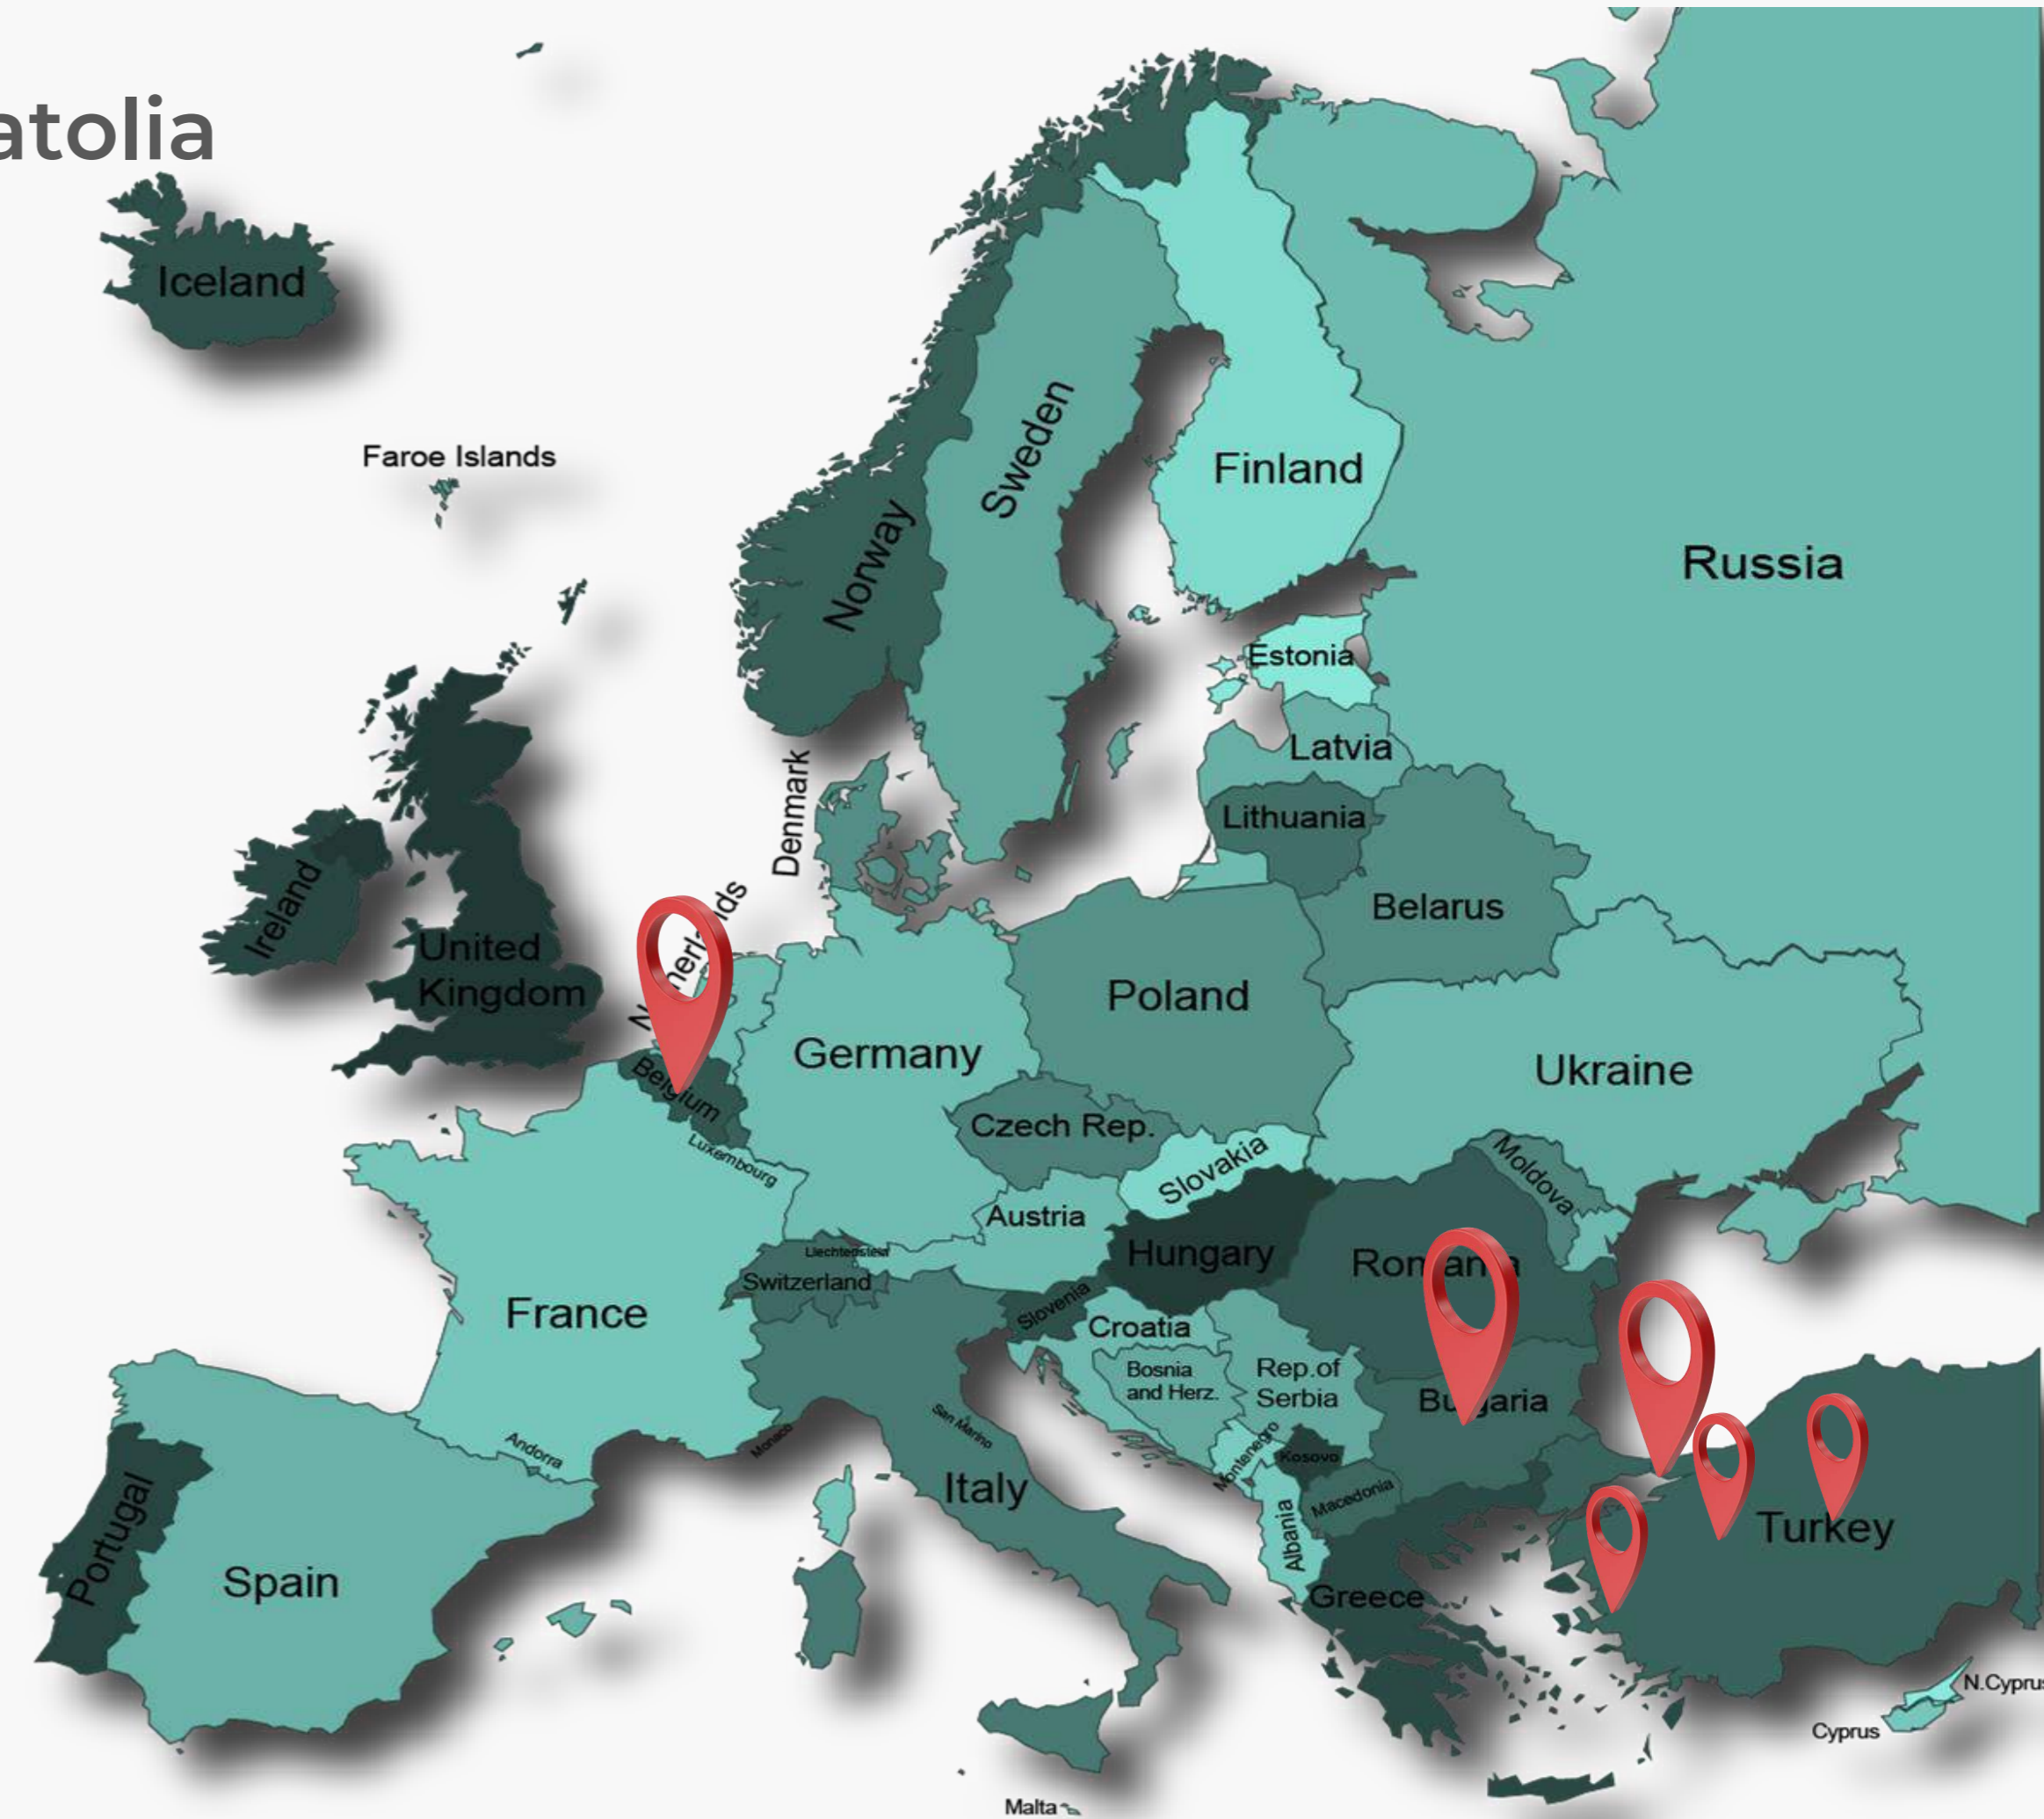 atolia
Iceland
Faroe Islands
Norway
Sweden
Finland
Russia
Estonia
Latvia
Lithuania
Denmark
Belarus
Ireland
United
Kingdom
Poland
Germany
Belgium
Luxembourg
Ukraine
Czech Rep.
Slovakia
Moldova
Austria
Liechtenstein
Switzerland
Hungary
France
Slovenia
Croatia
Bosnia
and Herz.
Rep.of
Serbia
San Marino
Monaco
Andorra
Montenegro
Kosovo
Macedonia
Italy
Albania
Portugal
Spain
Greece
Turkey
N.Cyprus
Cyprus
Malta